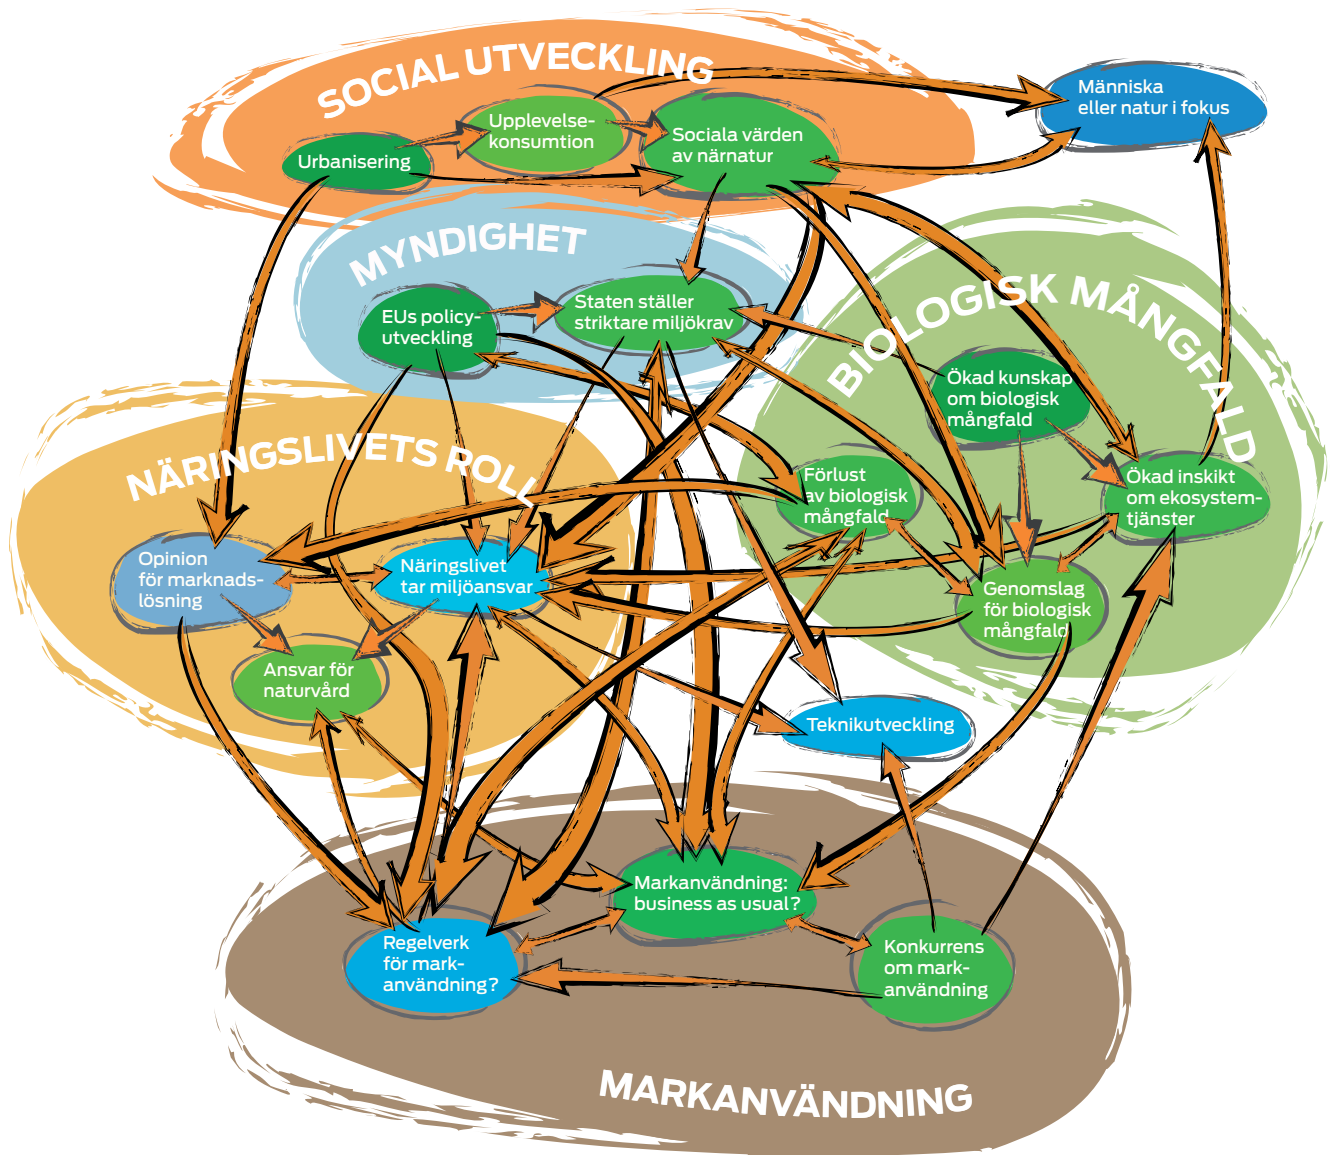 SOCIAL UTVECKLING
Människa
eller natur i fokus
Upplevelse-
konsumtion
Sociala värden
av närnatur
Urbanisering
MYNDIGHET
Staten ställer
striktare miljökrav
EUs policy-
utveckling
BIOLOGISK MÅNGFALD
Ökad kunskap
om biologisk
mångfald
Förlust
av biologisk
mångfald
Ökad inskikt
om ekosystem-
tjänster
Genomslag
för biologisk
mångfald
NÄRINGSLIVETS ROLL
Opinion
för marknads-
lösning
Näringslivet
tar miljöansvar
Ansvar för
naturvård
Teknikutveckling
Markanvändning:
business as usual?
Regelverk
för mark-
användning?
Konkurrens
om mark-
användning
MARKANVÄNDNING